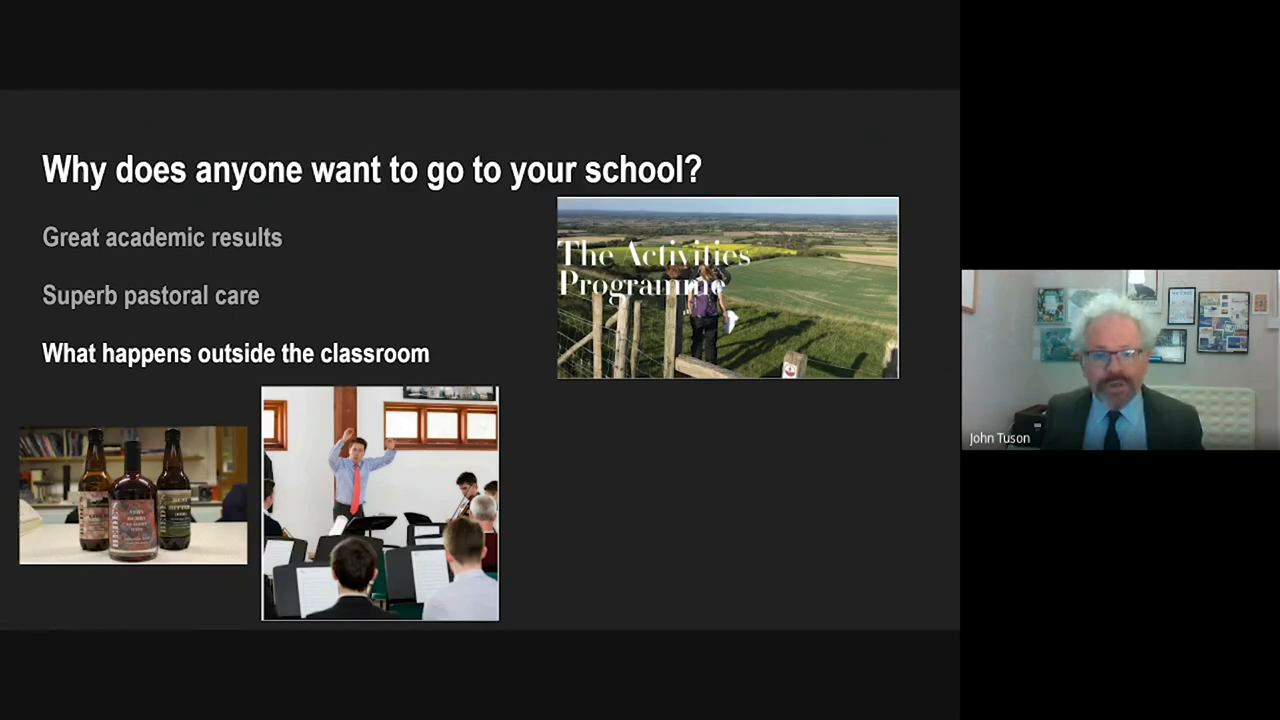 Why does anyone want to go to your school?
Great academic results
Superb pastoral care
What happens outside the classroom
The Activities
Programme
BEDES
John Tuson